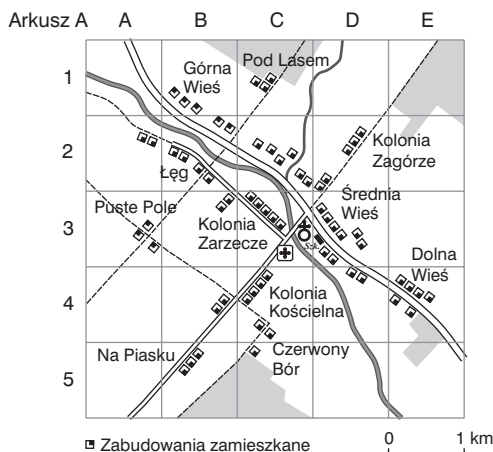 Arkusz A
A B C D E
1
Pod Lasem
Górna
Wieś
2
Kolonia
Zagórze
Łęg
Średnia
Wieś
3
Puste Pole
Kolonia
Zarzecze
Szk.
Dolna
Wieś
4
Kolonia
Kościelna
Na Piasku
Czerwony
Bór
5
Zabudowania zamieszkane
0 1 km